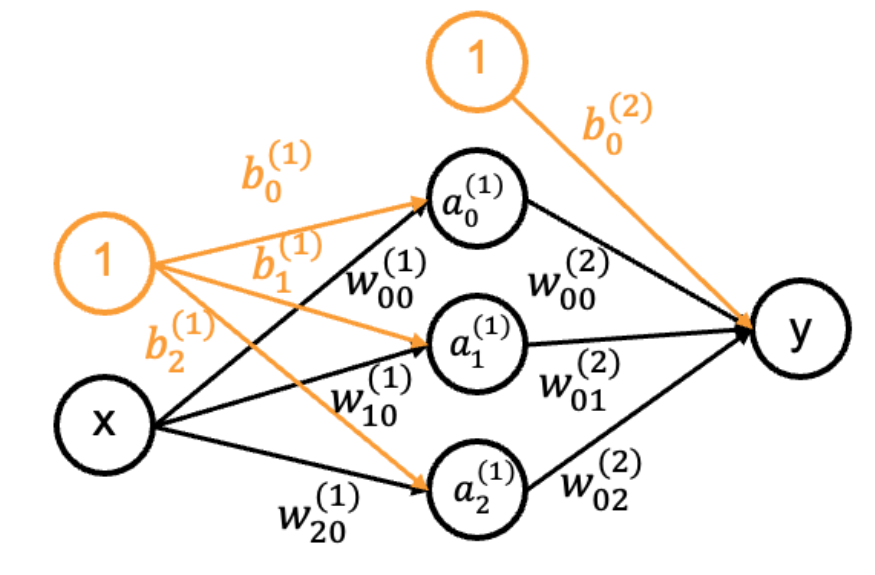 1
b_0^{(2)}
b_0^{(1)}
a_0^{(1)}
1
b_1^{(1)}
w_{00}^{(1)}
w_{00}^{(2)}
b_2^{(1)}
a_1^{(1)}
y
w_{10}^{(1)}
w_{01}^{(2)}
x
a_2^{(1)}
w_{20}^{(1)}
w_{02}^{(2)}